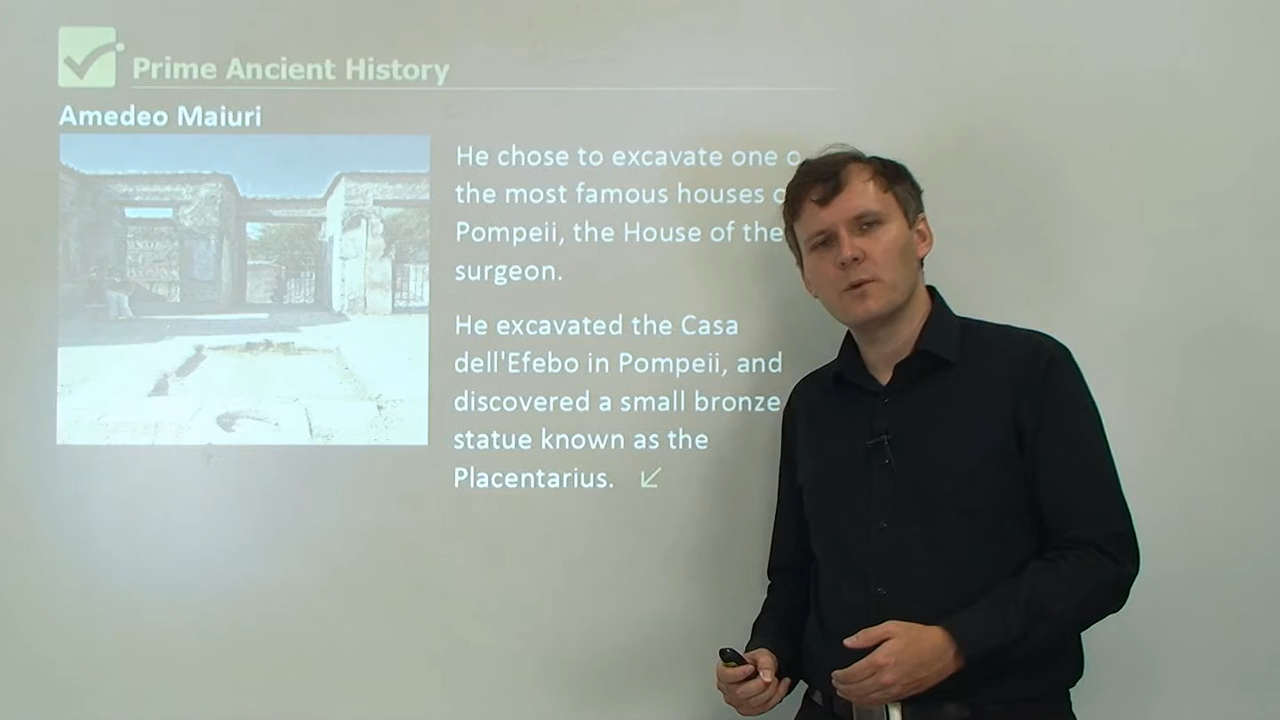 Prime Ancient History
Amedeo Maiuri
He chose to excavate one o
the most famous houses o
Pompeii, the House of the
surgeon.
He excavated the Casa
dell'Efebo in Pompeii, and
discovered a small bronze
statue known as the
Placentarius.